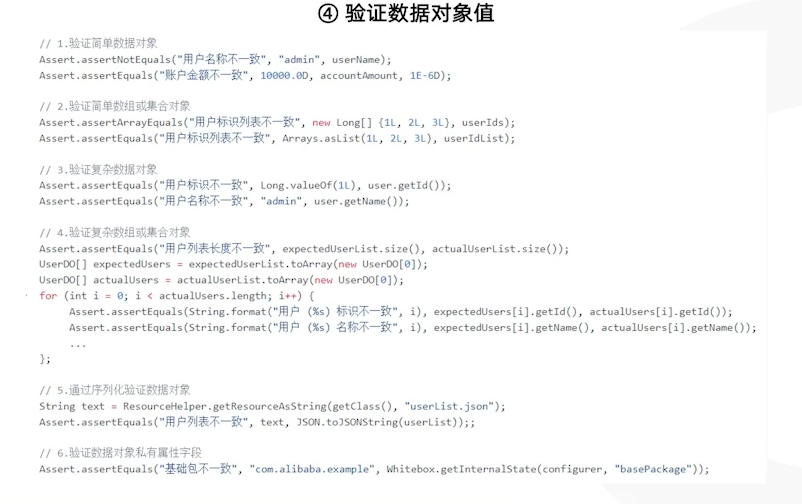 ④ 验证数据对象值
// 1.验证简单数据对象
Assert.assertNotEquals("用户名称不一致", "admin", userName);
Assert.assertEquals("账户金额不一致", 10000.0D, accountAmount, 1E-6D);
// 2.验证简单数组或集合对象
Assert.assertArrayEquals("用户标识列表不一致", new Long[] {1L, 2L, 3L}, userIds);
Assert.assertEquals("用户标识列表不一致", Arrays.asList(1L, 2L, 3L), userIdList);
// 3.验证复杂数据对象
Assert.assertEquals("用户标识不一致", Long.valueOf(1L), user.getId());
Assert.assertEquals("用户名称不一致", "admin", user.getName());
// 4.验证复杂数组或集合对象
Assert.assertEquals("用户列表长度不一致", expectedUserList.size(), actualUserList.size());
UserDO[] expectedUsers = expectedUserList.toArray(new UserDO[0]);
UserDO[] actualUsers = actualUserList.toArray(new UserDO[0]);
for (int i = 0; i < actualUsers.length; i++) {
Assert.assertEquals(String.format("用户 (%s) 标识不一致", i), expectedUsers[i].getId(), actualUsers[i].getId());
Assert.assertEquals(String.format("用户 (%s) 名称不一致", i), expectedUsers[i].getName(), actualUsers[i].getName());
...
};
// 5.通过序列化验证数据对象
String text = ResourceHelper.getResourceAsString(getClass(), "userList.json");
Assert.assertEquals("用户列表不一致", text, JSON.toJSONString(userList));;
// 6.验证数据对象私有属性字段
Assert.assertEquals("基础包不一致", "com.alibaba.example", Whitebox.getInternalState(configurer, "basePackage"));